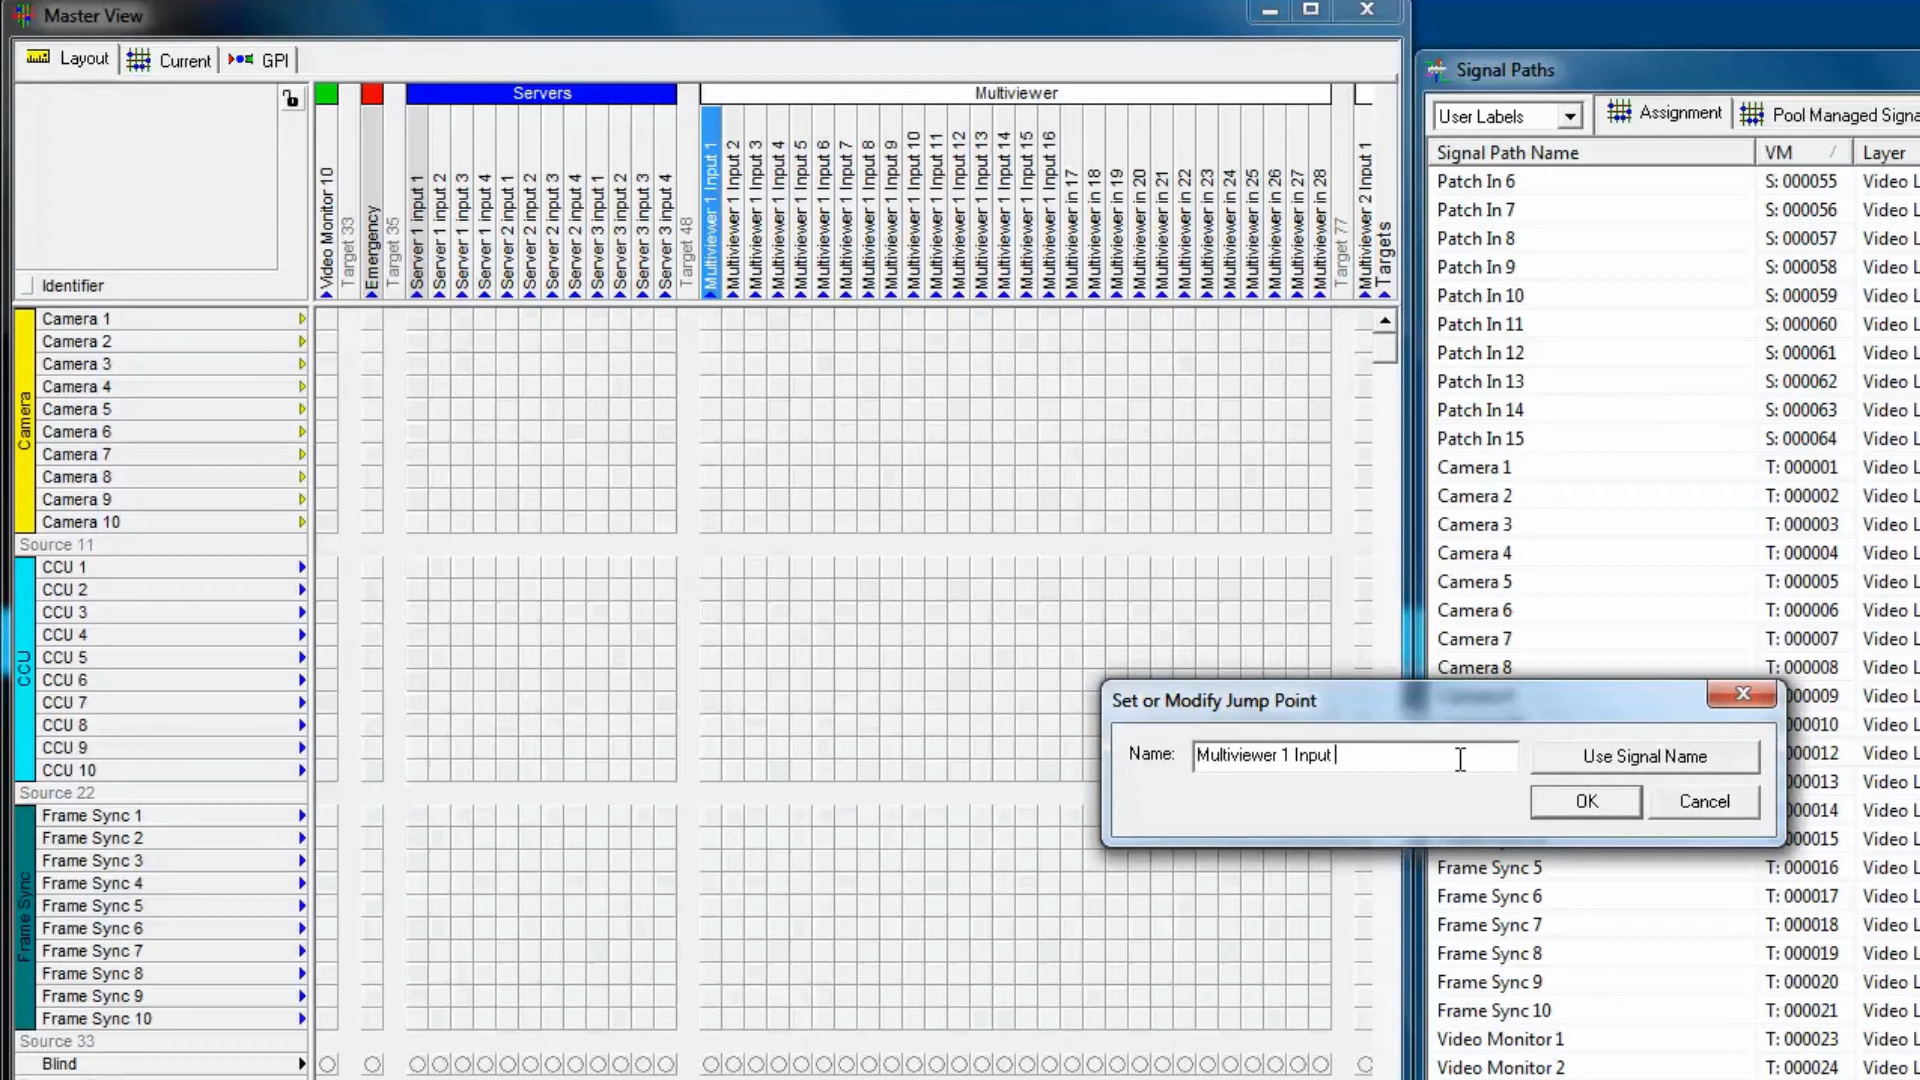 Master View
Layout
Current
GPI
Servers
Multiviewer
Video Monitor 10
Target 33
Emergency
Target 35
Server 1 input 1
Server 1 input 2
Server 1 input 3
Server 1 input 4
Server 2 input 1
Server 2 input 2
Server 2 input 3
Server 2 input 4
Server 3 input 1
Server 3 input 2
Server 3 input 3
Server 3 input 4
Target 48
Multiviewer 1 Input 1
Multiviewer 1 Input 2
Multiviewer 1 Input 3
Multiviewer 1 Input 4
Multiviewer 1 Input 5
Multiviewer 1 Input 6
Multiviewer 1 Input 7
Multiviewer 1 Input 8
Multiviewer 1 Input 9
Multiviewer 1 Input 10
Multiviewer 1 Input 11
Multiviewer 1 Input 12
Multiviewer 1 Input 13
Multiviewer 1 Input 14
Multiviewer 1 Input 15
Multiviewer 1 Input 16
Multiviewer in 17
Multiviewer in 18
Multiviewer in 19
Multiviewer in 20
Multiviewer in 21
Multiviewer in 22
Multiviewer in 23
Multiviewer in 24
Multiviewer in 25
Multiviewer in 26
Multiviewer in 27
Multiviewer in 28
Target 77
Multiviewer 2 Input 1
Targets
Identifier
Camera
Camera 1
Camera 2
Camera 3
Camera 4
Camera 5
Camera 6
Camera 7
Camera 8
Camera 9
Camera 10
Source 11
CCU
CCU 1
CCU 2
CCU 3
CCU 4
CCU 5
CCU 6
CCU 7
CCU 8
CCU 9
CCU 10
Source 22
Frame Sync
Frame Sync 1
Frame Sync 2
Frame Sync 3
Frame Sync 4
Frame Sync 5
Frame Sync 6
Frame Sync 7
Frame Sync 8
Frame Sync 9
Frame Sync 10
Source 33
Blind
Signal Paths
User Labels
Assignment
Pool Managed Signa
Signal Path Name VM Layer
Patch In 6 S: 000055 Video L
Patch In 7 S: 000056 Video L
Patch In 8 S: 000057 Video L
Patch In 9 S: 000058 Video L
Patch In 10 S: 000059 Video L
Patch In 11 S: 000060 Video L
Patch In 12 S: 000061 Video L
Patch In 13 S: 000062 Video L
Patch In 14 S: 000063 Video L
Patch In 15 S: 000064 Video L
Camera 1 T: 000001 Video L
Camera 2 T: 000002 Video L
Camera 3 T: 000003 Video L
Camera 4 T: 000004 Video L
Camera 5 T: 000005 Video L
Camera 6 T: 000006 Video L
Camera 7 T: 000007 Video L
Camera 8 T: 000008 Video L
00009 Video L
00010 Video L
00012 Video L
00013 Video L
00014 Video L
00015 Video L
Frame Sync 5 T: 000016 Video L
Frame Sync 6 T: 000017 Video L
Frame Sync 7 T: 000018 Video L
Frame Sync 8 T: 000019 Video L
Frame Sync 9 T: 000020 Video L
Frame Sync 10 T: 000021 Video L
Video Monitor 1 T: 000023 Video L
Video Monitor 2 T: 000024 Video L
Set or Modify Jump Point
Name: Multiviewer 1 Input
Use Signal Name
OK
Cancel